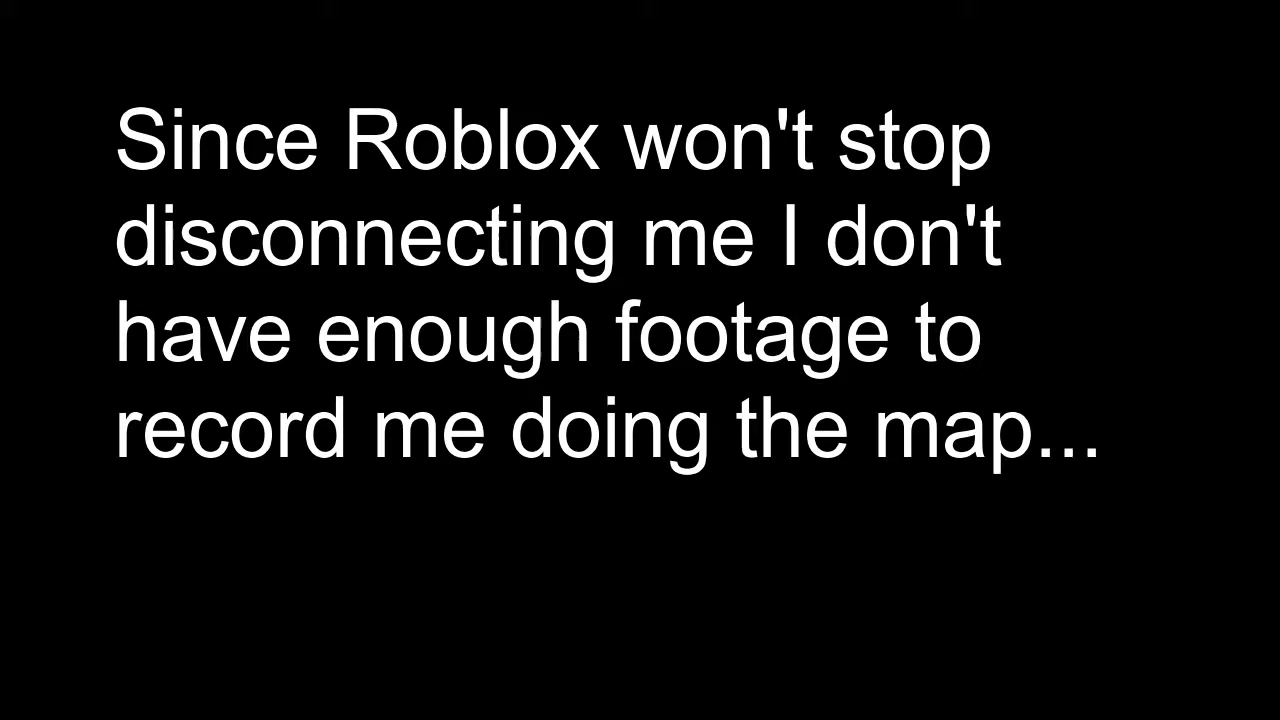 Since Roblox won't stop
disconnecting me I don't
have enough footage to
record me doing the map...